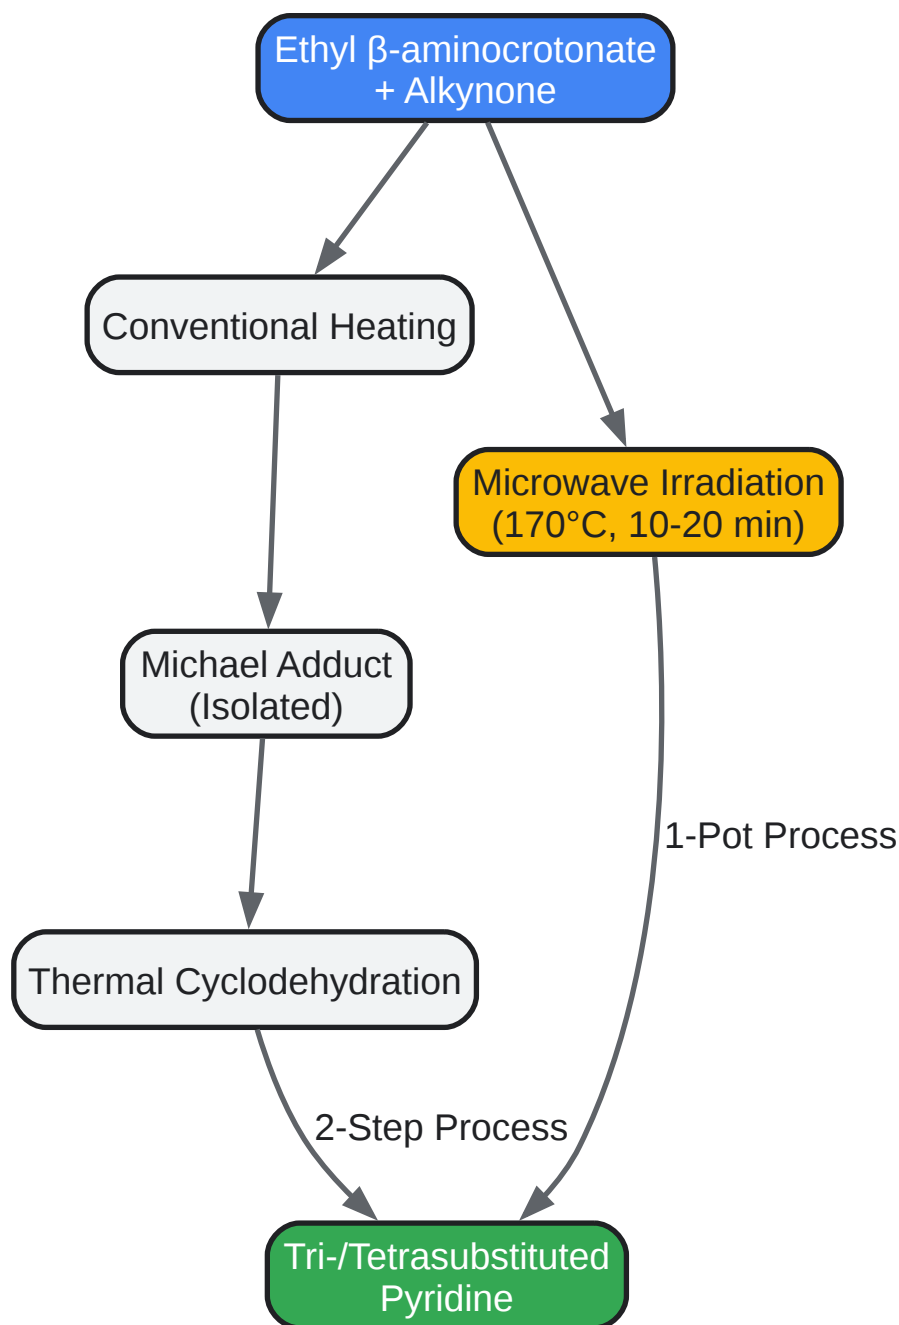 Ethyl β-aminocrotonate
+ Alkynone
Conventional Heating
Microwave Irradiation
(170°C, 10-20 min)
Michael Adduct
(Isolated)
1-Pot Process
Thermal Cyclodehydration
2-Step Process
Tri-/Tetrasubstituted
Pyridine